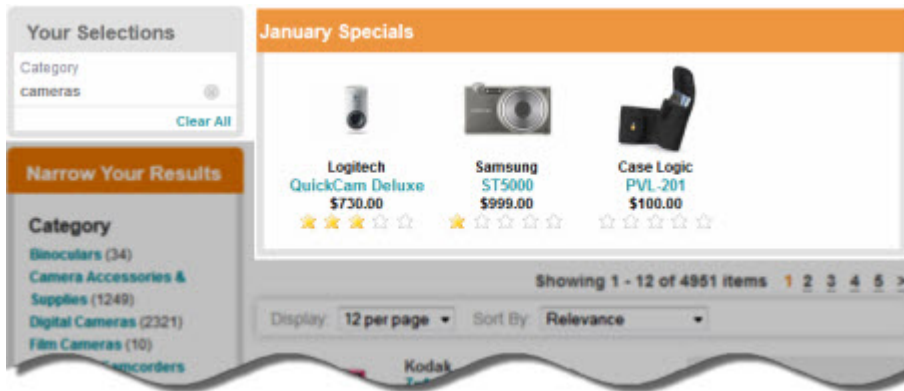 Your Selections
Category
cameras
Clear All
January Specials
Logitech
QuickCam Deluxe
$730.00
Samsung
ST5000
$999.00
Case Logic
PVL-201
$100.00
Narrow Your Results
Category
Binoculars (34)
Camera Accessories &
Supplies (1249)
Digital Cameras (2321)
Film Cameras (10)
Camcorders
Showing 1 - 12 of 4951 items 1 2 3 4 5 >
Display: 12 per page Sort By: Relevance
Kodak